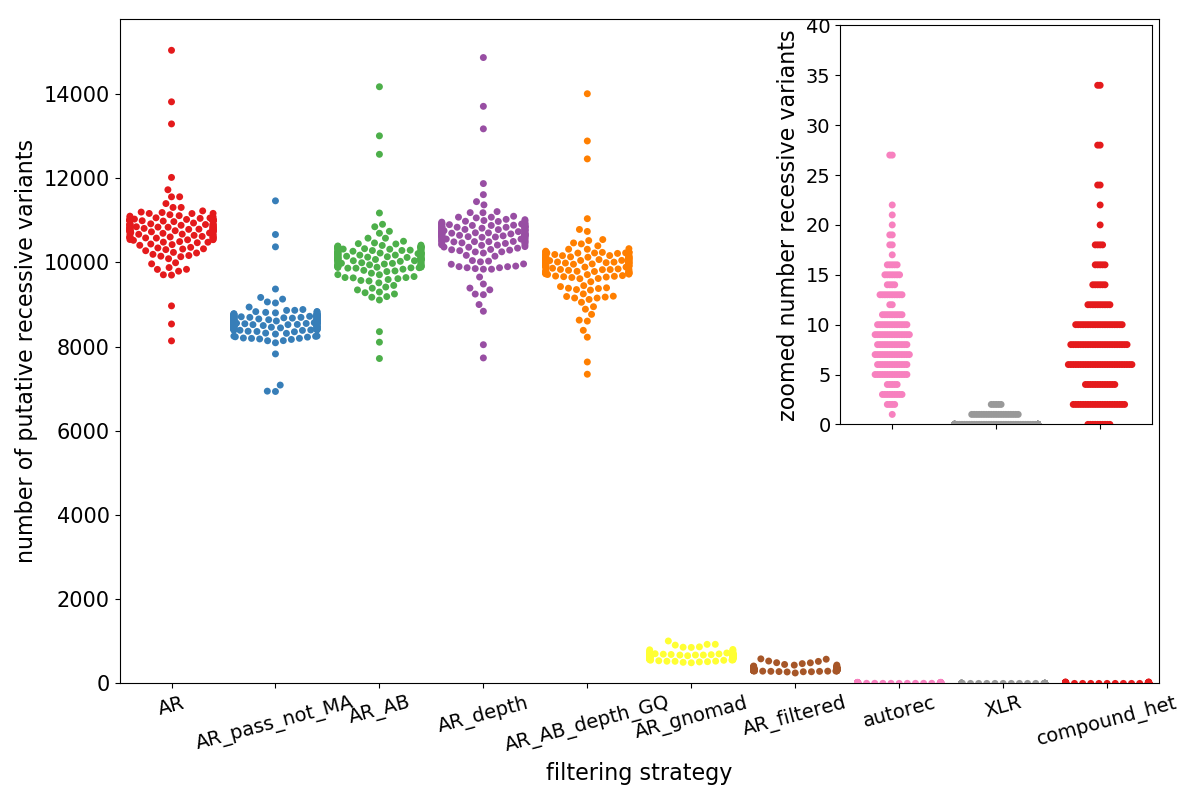 number of putative recessive variants
14000
12000
10000
8000
6000
4000
2000
0
zoomed number recessive variants
40
35
30
25
20
15
10
5
0
AR
AR_pass_not_MA
AR_AB
AR_depth
AR_AB_depth_GQ
AR_gnomad
AR_filtered
autorec
XLR
compound_het
filtering strategy